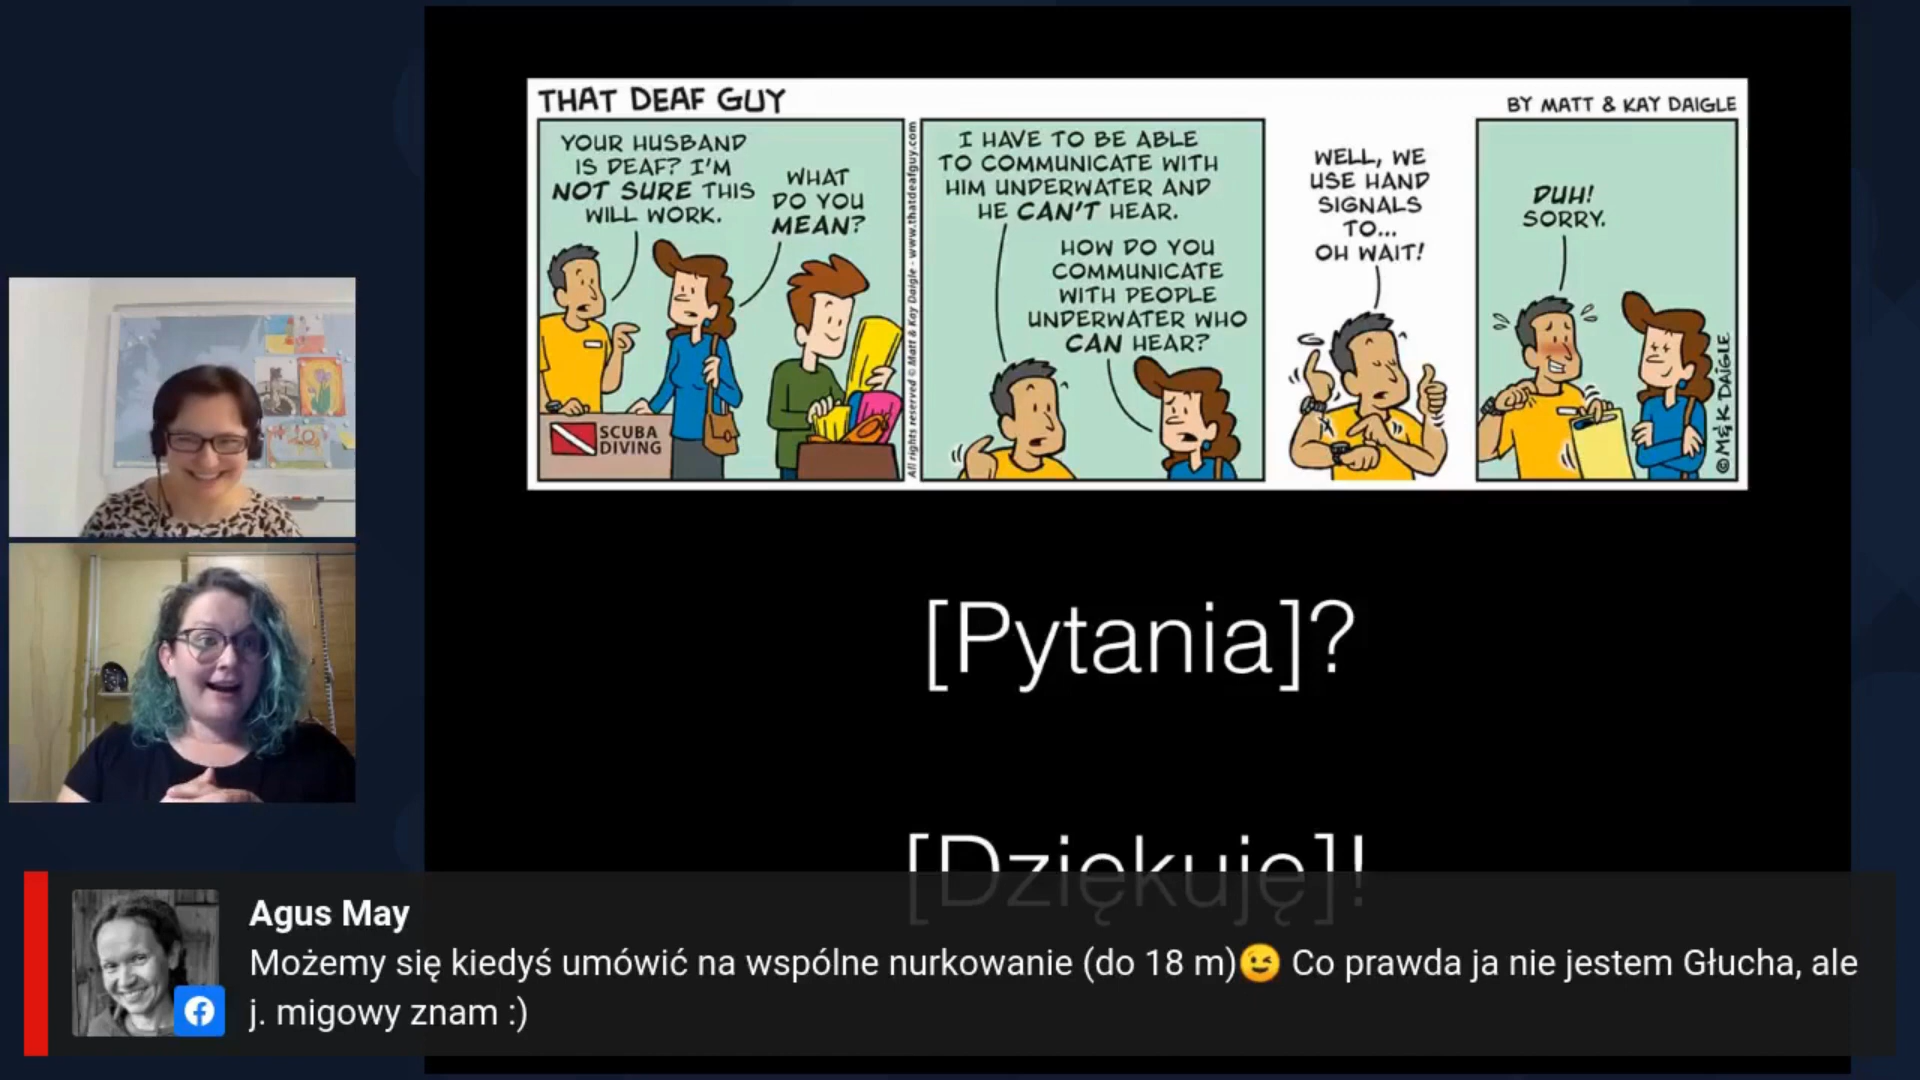 THAT DEAF GUY
BY MATT & KAY DAIGLE
YOUR HUSBAND
IS DEAF? I'M
NOT SURE THIS
WILL WORK.
WHAT
DO YOU
MEAN?
SCUBA
DIVING
All rights reserved © Matt & Kay Daigle - www.thatdeafguy.com
I HAVE TO BE ABLE
TO COMMUNICATE WITH
HIM UNDERWATER AND
HE CAN'T HEAR.
HOW DO YOU
COMMUNICATE
WITH PEOPLE
UNDERWATER WHO
CAN HEAR?
WELL, WE
USE HAND
SIGNALS
TO...
OH WAIT!
DUH!
SORRY.
©M&K DAIGLE
[Pytania]?
[Dziękuję]!
Agus May
Możemy się kiedyś umówić na wspólne nurkowanie (do 18 m)😉 Co prawda ja nie jestem Głucha, ale
j. migowy znam :)